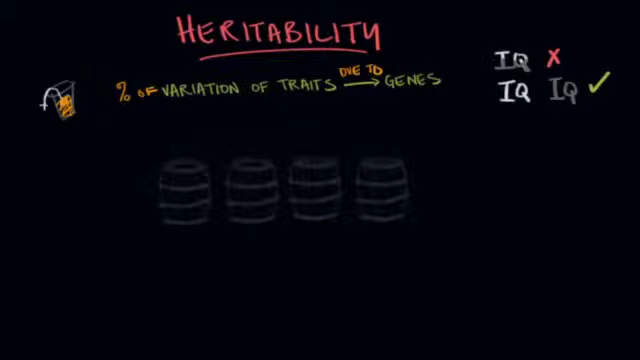 HERITABILITY
% OF VARIATION OF TRAITS DUE TO → GENES
IQ ✗
IQ IQ ✓